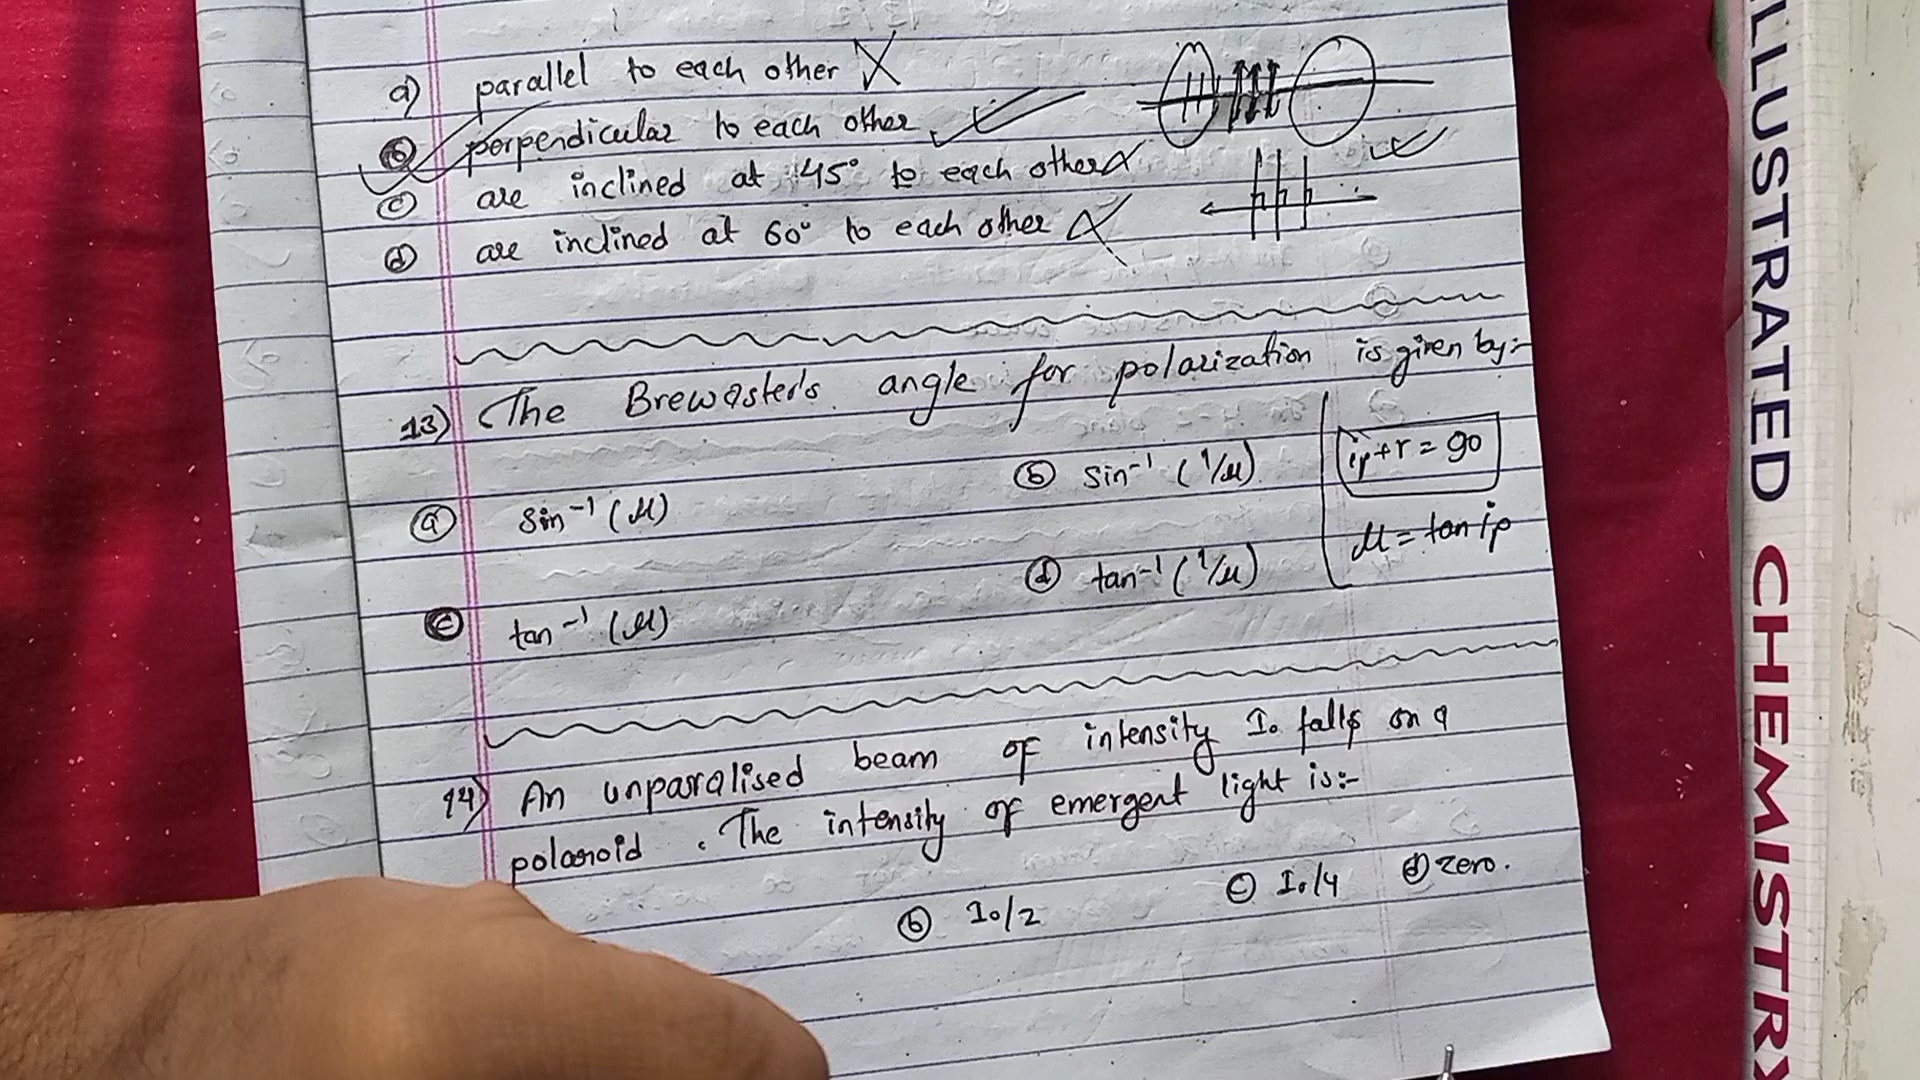 a) parallel to each other
b) perpendicular to each other
c) are inclined at 45° to each other
d) are inclined at 60° to each other
13) The Brewaster's angle for polarization is given by:-
a) sin⁻¹ (μ)
b) sin⁻¹ (1/μ)
ip+r = 90
c) tan⁻¹ (μ)
d) tan⁻¹ (1/μ)
μ = tan ip
14) An unparalised beam of intensity I₀ falls on a
polaroid. The intensity of emergent light is:-
b) I₀/2
c) I₀/4
d) zero.
ILLUSTRATED CHEMISTRY